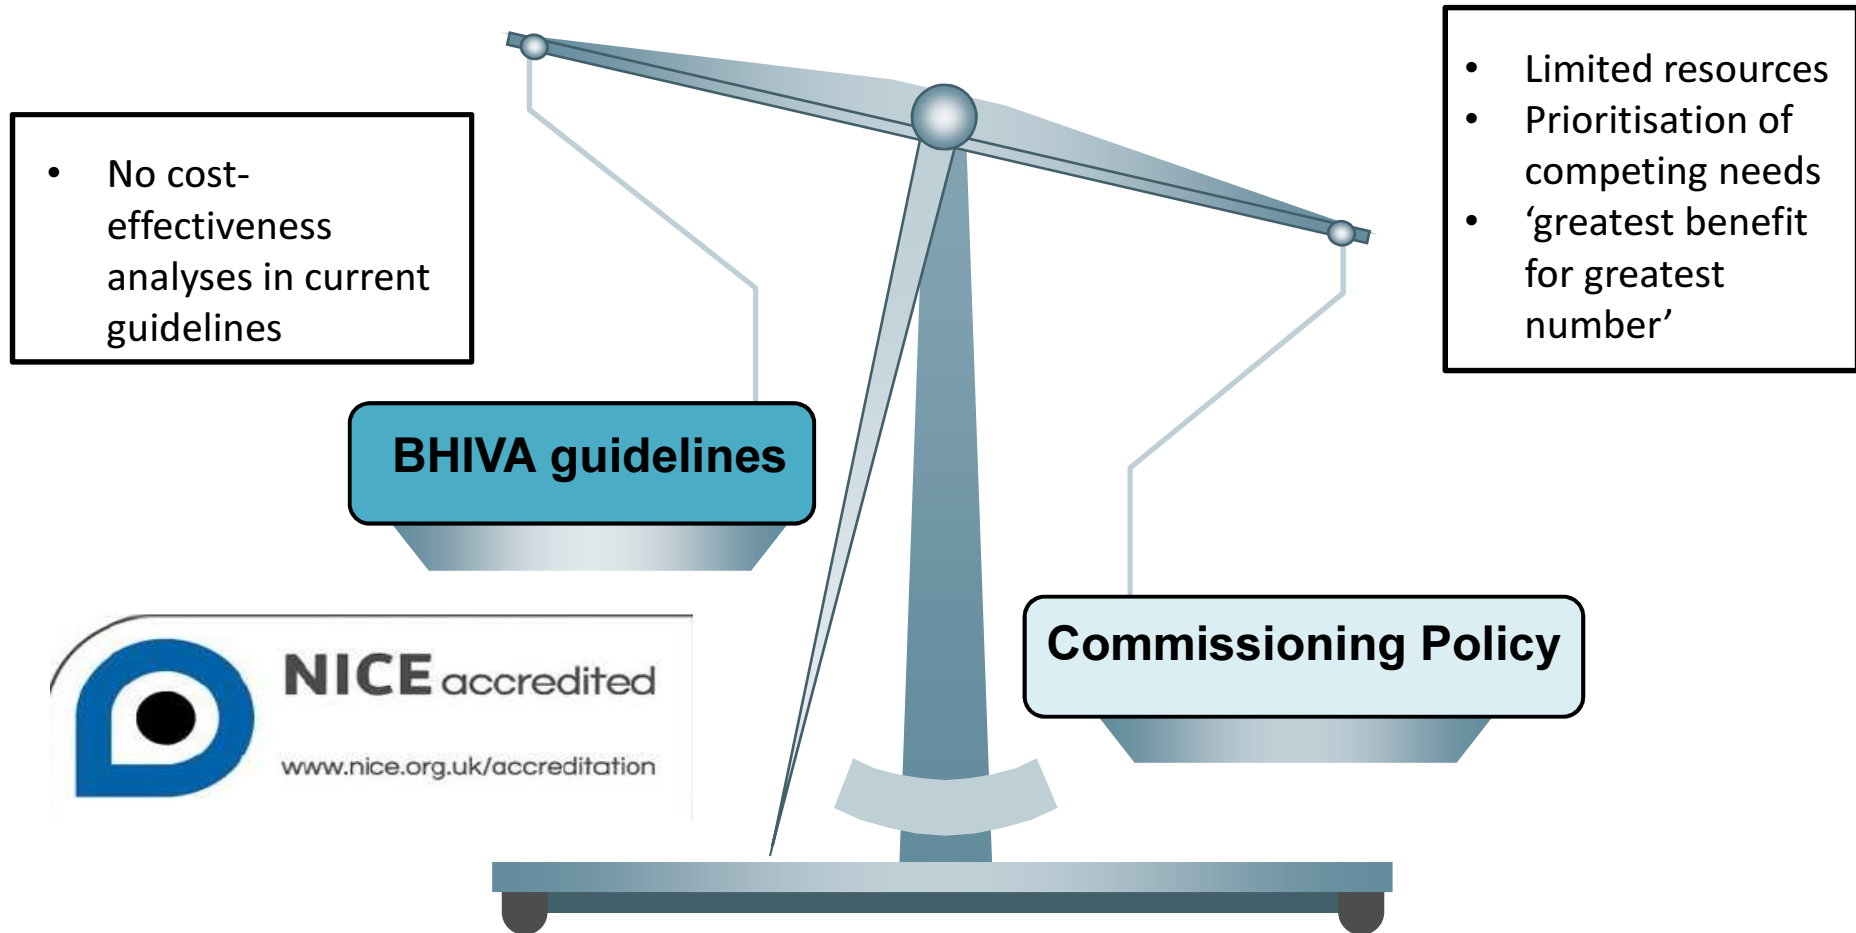 • No cost-
effectiveness
analyses in current
guidelines
• Limited resources
• Prioritisation of
competing needs
• ‘greatest benefit
for greatest
number’
BHIVA guidelines
Commissioning Policy
NICE accredited
www.nice.org.uk/accreditation